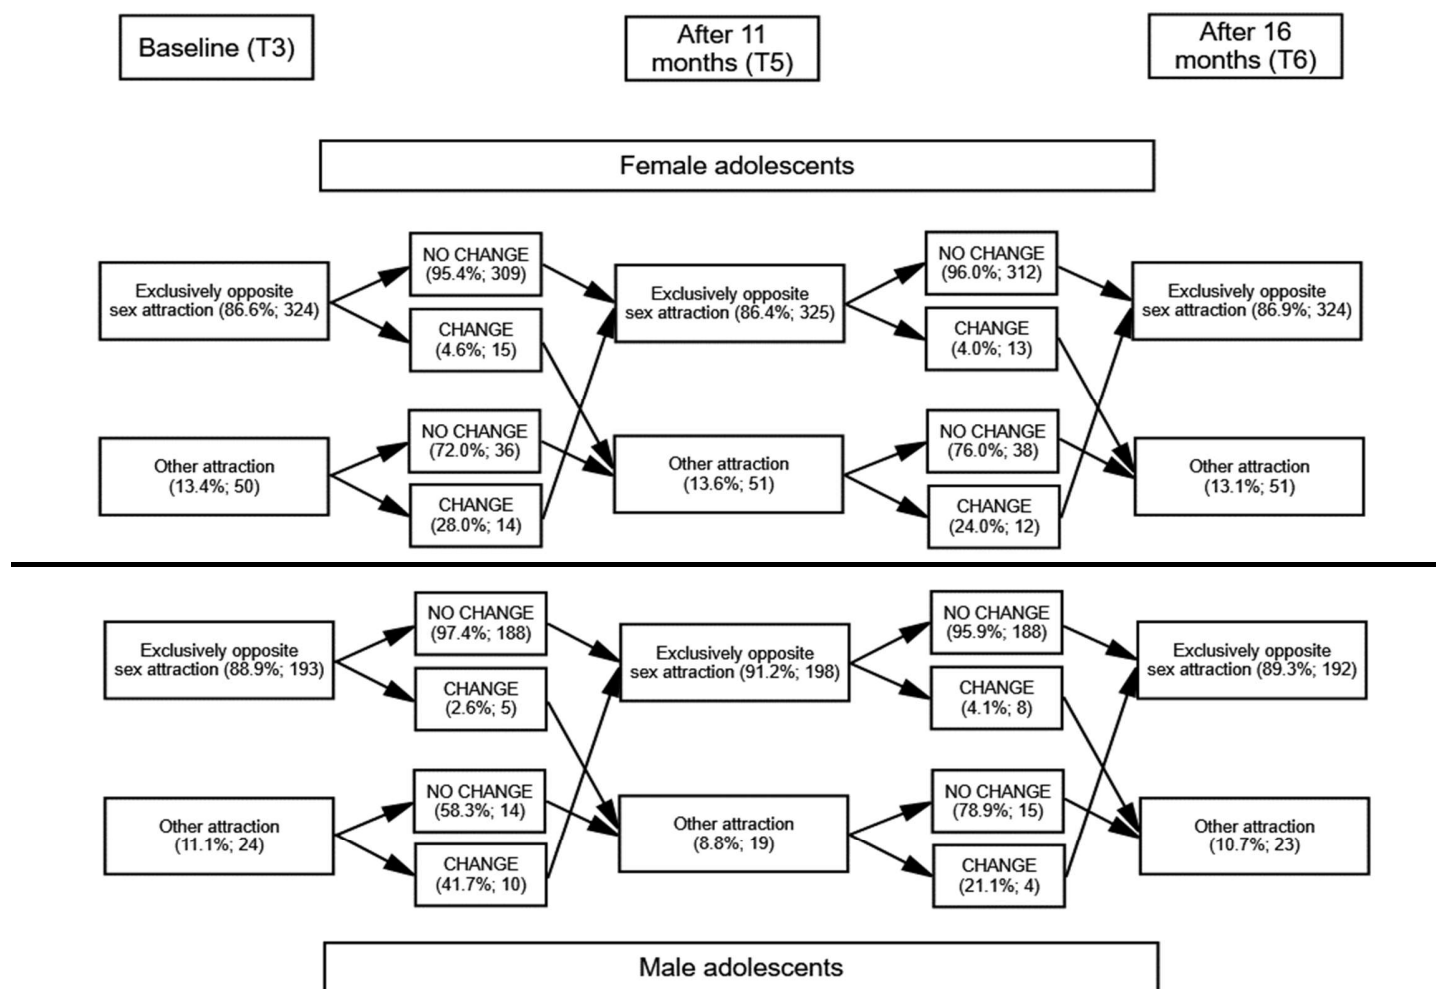 Baseline (T3)
After 11
months (T5)
After 16
months (T6)
Female adolescents
Exclusively opposite
sex attraction (86.6%; 324)
NO CHANGE
(95.4%; 309)
CHANGE
(4.6%; 15)
Exclusively opposite
sex attraction (86.4%; 325)
NO CHANGE
(96.0%; 312)
CHANGE
(4.0%; 13)
Exclusively opposite
sex attraction (86.9%; 324)
Other attraction
(13.4%; 50)
NO CHANGE
(72.0%; 36)
CHANGE
(28.0%; 14)
Other attraction
(13.6%; 51)
NO CHANGE
(76.0%; 38)
CHANGE
(24.0%; 12)
Other attraction
(13.1%; 51)
Exclusively opposite
sex attraction (88.9%; 193)
NO CHANGE
(97.4%; 188)
CHANGE
(2.6%; 5)
Exclusively opposite
sex attraction (91.2%; 198)
NO CHANGE
(95.9%; 188)
CHANGE
(4.1%; 8)
Exclusively opposite
sex attraction (89.3%; 192)
Other attraction
(11.1%; 24)
NO CHANGE
(58.3%; 14)
CHANGE
(41.7%; 10)
Other attraction
(8.8%; 19)
NO CHANGE
(78.9%; 15)
CHANGE
(21.1%; 4)
Other attraction
(10.7%; 23)
Male adolescents